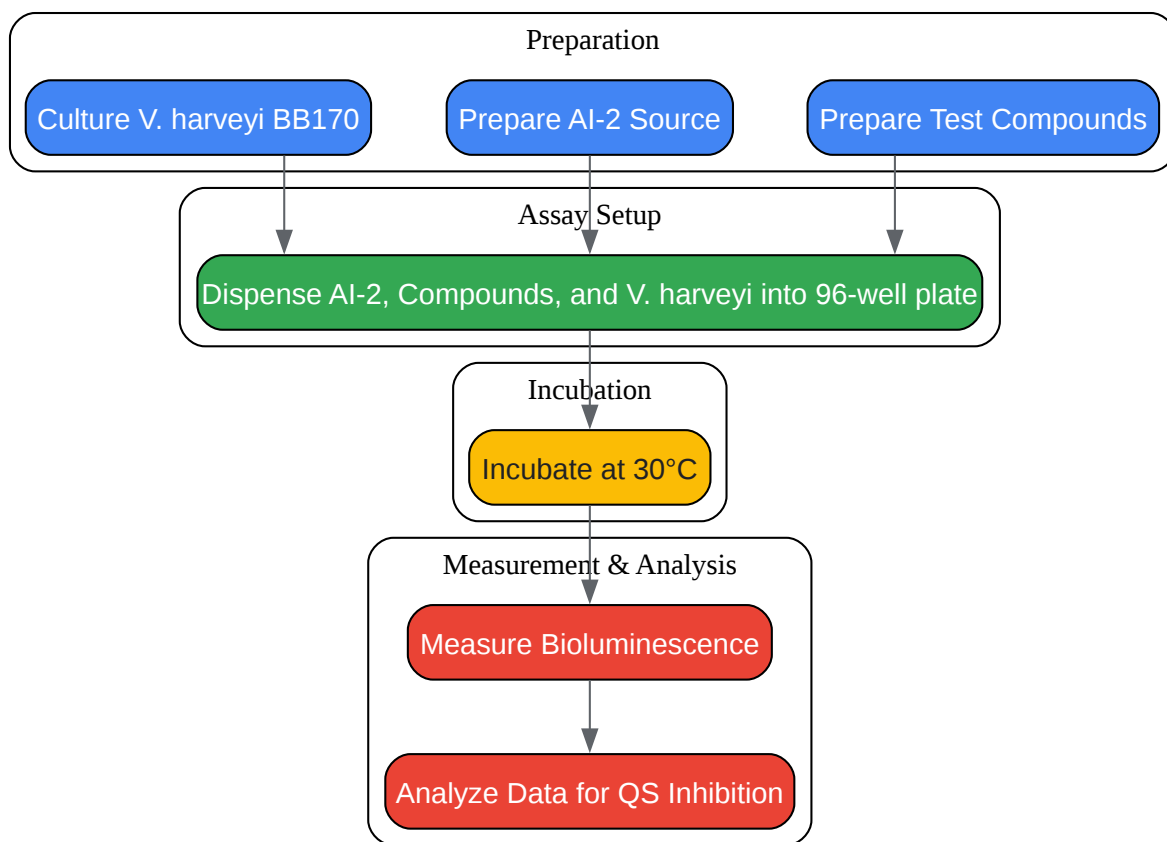 Preparation
Culture V. harveyi BB170
Prepare AI-2 Source
Prepare Test Compounds
Assay Setup
Dispense AI-2, Compounds, and V. harveyi into 96-well plate
Incubation
Incubate at 30°C
Measurement & Analysis
Measure Bioluminescence
Analyze Data for QS Inhibition